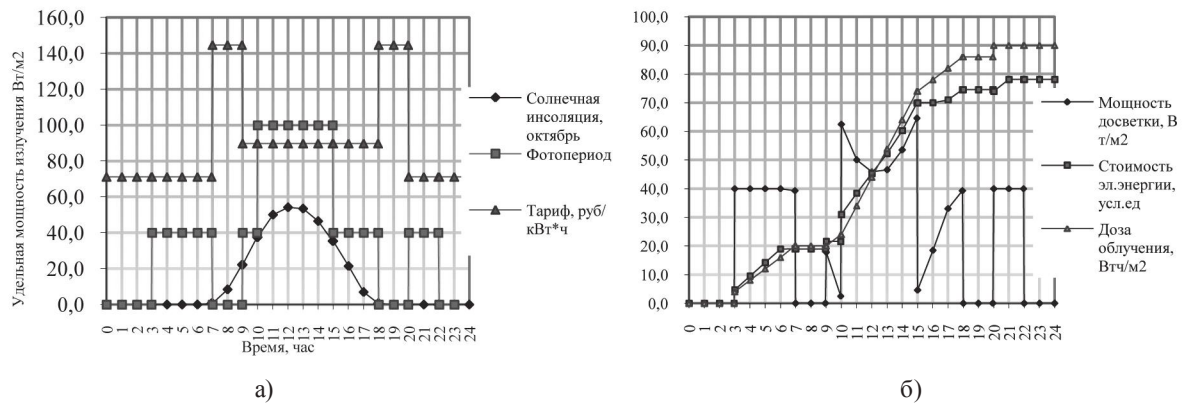 Удельная мощность излучения Вт/м2
160,0
140,0
120,0
100,0
80,0
60,0
40,0
20,0
0,0
0 1 2 3 4 5 6 7 8 9 10 11 12 13 14 15 16 17 18 19 20 21 22 23 24
Время, час
Солнечная
инсоляция,
октябрь
Фотопериод
Тариф, руб/
кВт*ч
а)
100,0
90,0
80,0
70,0
60,0
50,0
40,0
30,0
20,0
10,0
0,0
0 1 2 3 4 5 6 7 8 9 10 11 12 13 14 15 16 17 18 19 20 20 21 22 23 24
Мощность
досветки, В
т/м2
Стоимость
эл.энергии,
усл.ед
Доза
облучения,
Втч/м2
б)